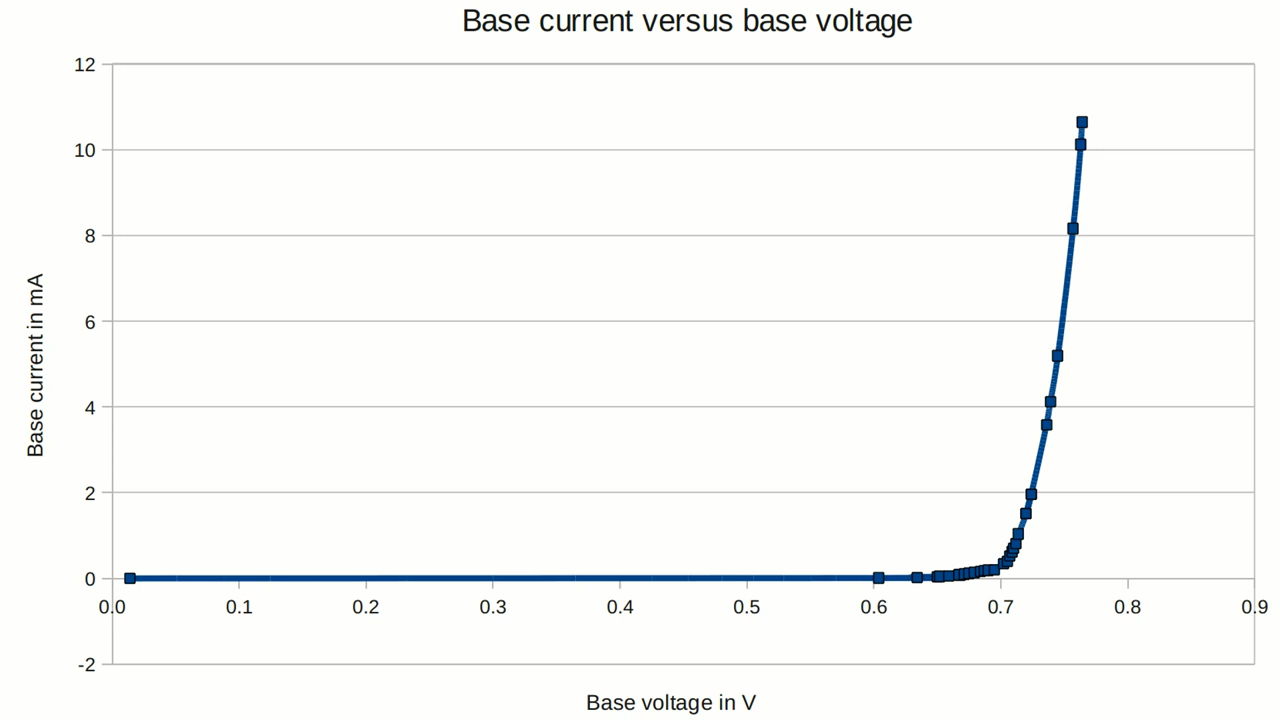 Base current versus base voltage
12
10
8
6
4
2
0
-2
0.0 0.1 0.2 0.3 0.4 0.5 0.6 0.7 0.8 0.9
Base current in mA
Base voltage in V